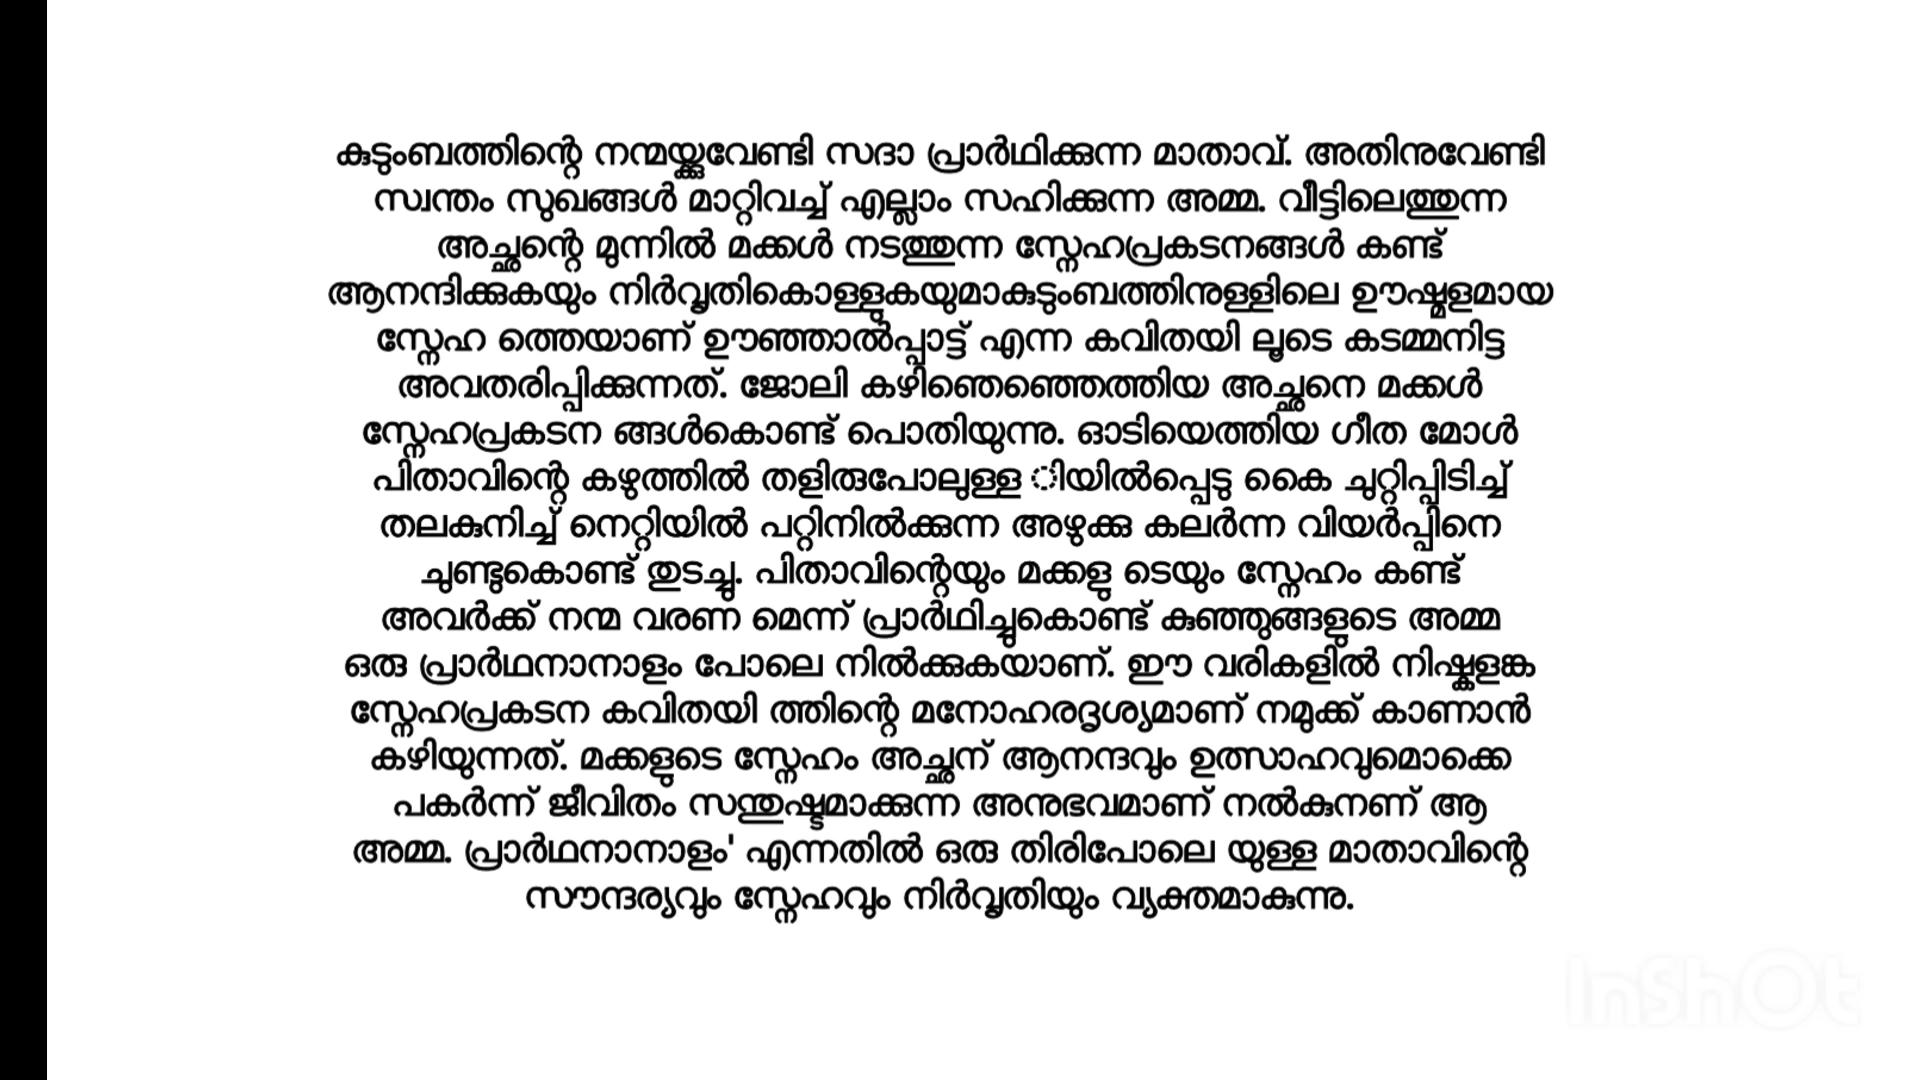 കുടുംബത്തിന്റെ നന്മയ്ക്കുവേണ്ടി സദാ പ്രാർഥിക്കുന്ന മാതാവ്. അതിനുവേണ്ടി
സ്വന്തം സുഖങ്ങൾ മാറ്റിവച്ച് എല്ലാം സഹിക്കുന്ന അമ്മ. വീട്ടിലെത്തുന്ന
അച്ഛന്റെ മുന്നിൽ മക്കൾ നടത്തുന്ന സ്നേഹപ്രകടനങ്ങൾ കണ്ട്
ആനന്ദിക്കുകയും നിർവൃതികൊള്ളുകയുമാകുടുംബത്തിനുള്ളിലെ ഊഷ്മളമായ
സ്നേഹ ത്തെയാണ് ഊഞ്ഞാൽപ്പാട്ട് എന്ന കവിതയി ലൂടെ കടമ്മനിട്ട
അവതരിപ്പിക്കുന്നത്. ജോലി കഴിഞെഞ്ഞെത്തിയ അച്ഛനെ മക്കൾ
സ്നേഹപ്രകടന ങ്ങൾകൊണ്ട് പൊതിയുന്നു. ഓടിയെത്തിയ ഗീത മോൾ
പിതാവിന്റെ കഴുത്തിൽ തളിരുപോലുള്ള ിയിൽപ്പെടു കൈ ചുറ്റിപ്പിടിച്ച്
തലകുനിച്ച് നെറ്റിയിൽ പറ്റിനിൽക്കുന്ന അഴുക്കു കലർന്ന വിയർപ്പിനെ
ചുണ്ടുകൊണ്ട് തുടച്ചു. പിതാവിന്റെയും മക്കളു ടെയും സ്നേഹം കണ്ട്
അവർക്ക് നന്മ വരണ മെന്ന് പ്രാർഥിച്ചുകൊണ്ട് കുഞ്ഞുങ്ങളുടെ അമ്മ
ഒരു പ്രാർഥനാനാളം പോലെ നിൽക്കുകയാണ്. ഈ വരികളിൽ നിഷ്കളങ്ക
സ്നേഹപ്രകടന കവിതയി ത്തിന്റെ മനോഹരദൃശ്യമാണ് നമുക്ക് കാണാൻ
കഴിയുന്നത്. മക്കളുടെ സ്നേഹം അച്ഛന് ആനന്ദവും ഉത്സാഹവുമൊക്കെ
പകർന്ന് ജീവിതം സന്തുഷ്ടമാക്കുന്ന അനുഭവമാണ് നൽകുനണ് ആ
അമ്മ. പ്രാർഥനാനാളം' എന്നതിൽ ഒരു തിരിപോലെ യുള്ള മാതാവിന്റെ
സൗന്ദര്യവും സ്നേഹവും നിർവൃതിയും വ്യക്തമാകുന്നു.
InShOt